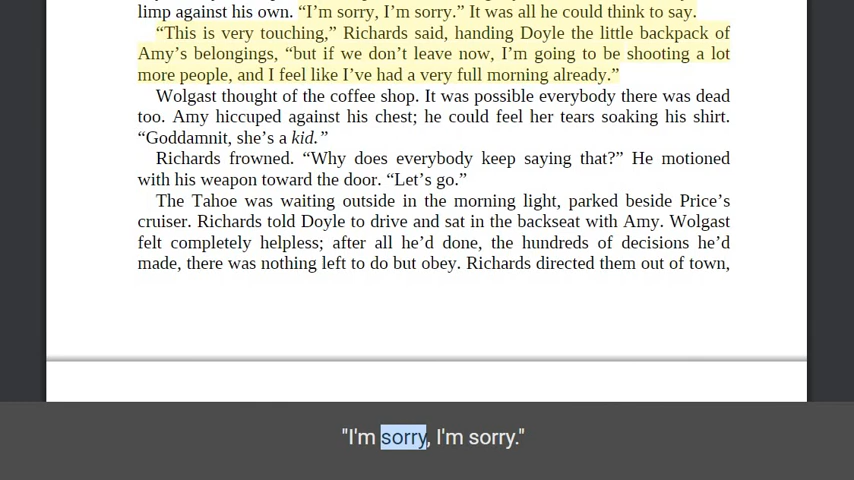 limp against his own. “I’m sorry, I’m sorry.” It was all he could think to say.
“This is very touching,” Richards said, handing Doyle the little backpack of
Amy’s belongings, “but if we don’t leave now, I’m going to be shooting a lot
more people, and I feel like I’ve had a very full morning already.”
Wolgast thought of the coffee shop. It was possible everybody there was dead
too. Amy hiccuped against his chest; he could feel her tears soaking his shirt.
“Goddamnit, she’s a kid.”
Richards frowned. “Why does everybody keep saying that?” He motioned
with his weapon toward the door. “Let’s go.”
The Tahoe was waiting outside in the morning light, parked beside Price’s
cruiser. Richards told Doyle to drive and sat in the backseat with Amy. Wolgast
felt completely helpless; after all he’d done, the hundreds of decisions he’d
made, there was nothing left to do but obey. Richards directed them out of town,
"I'm sorry, I'm sorry."